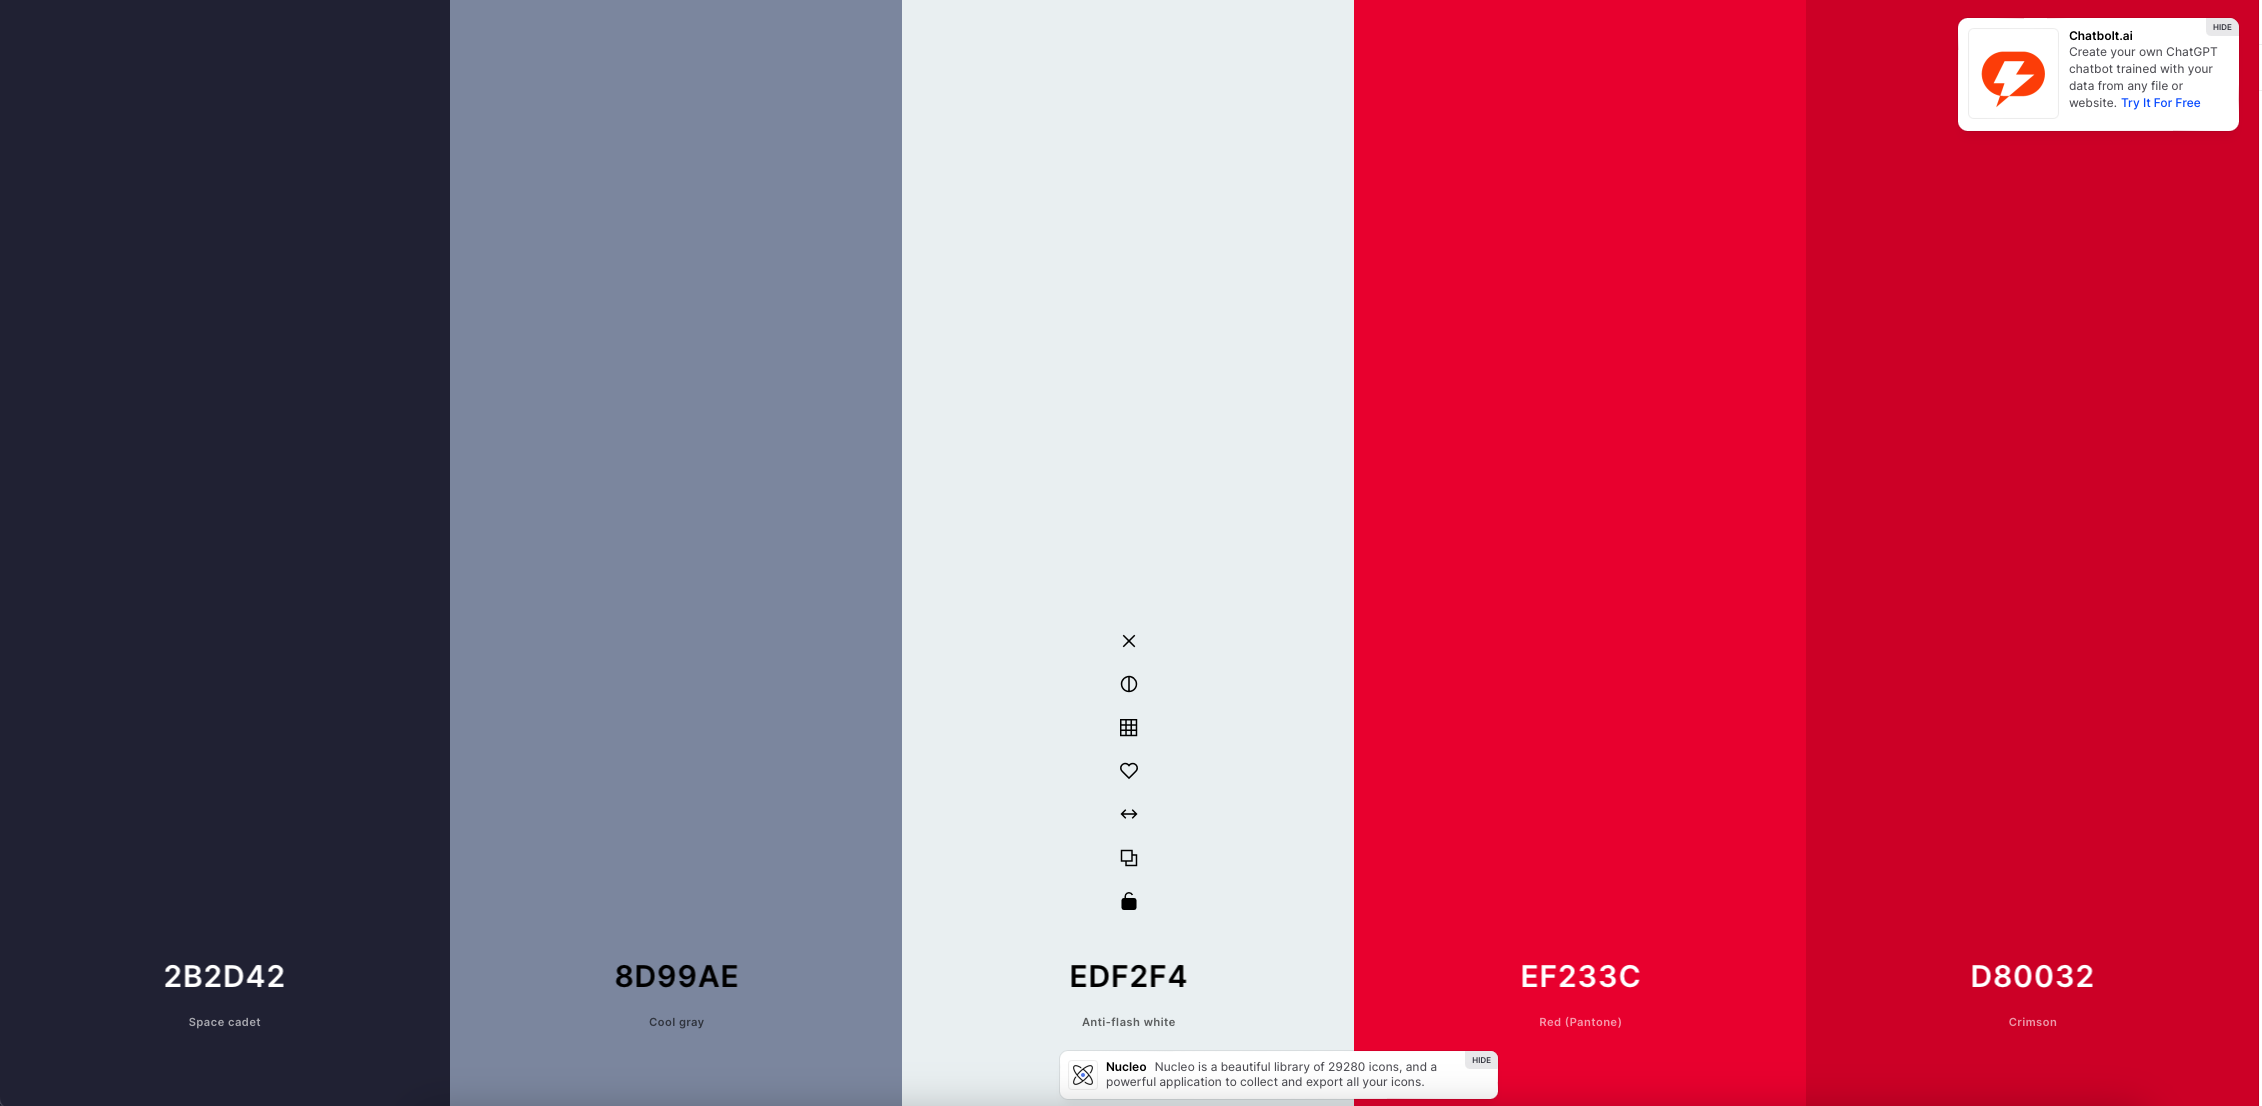 HIDE
Chatbolt.ai
Create your own ChatGPT
chatbot trained with your
data from any file or
website. Try It For Free
2B2D42
Space cadet
8D99AE
Cool gray
EDF2F4
Anti-flash white
EF233C
Red (Pantone)
D80032
Crimson
HIDE
Nucleo Nucleo is a beautiful library of 29280 icons, and a
powerful application to collect and export all your icons.